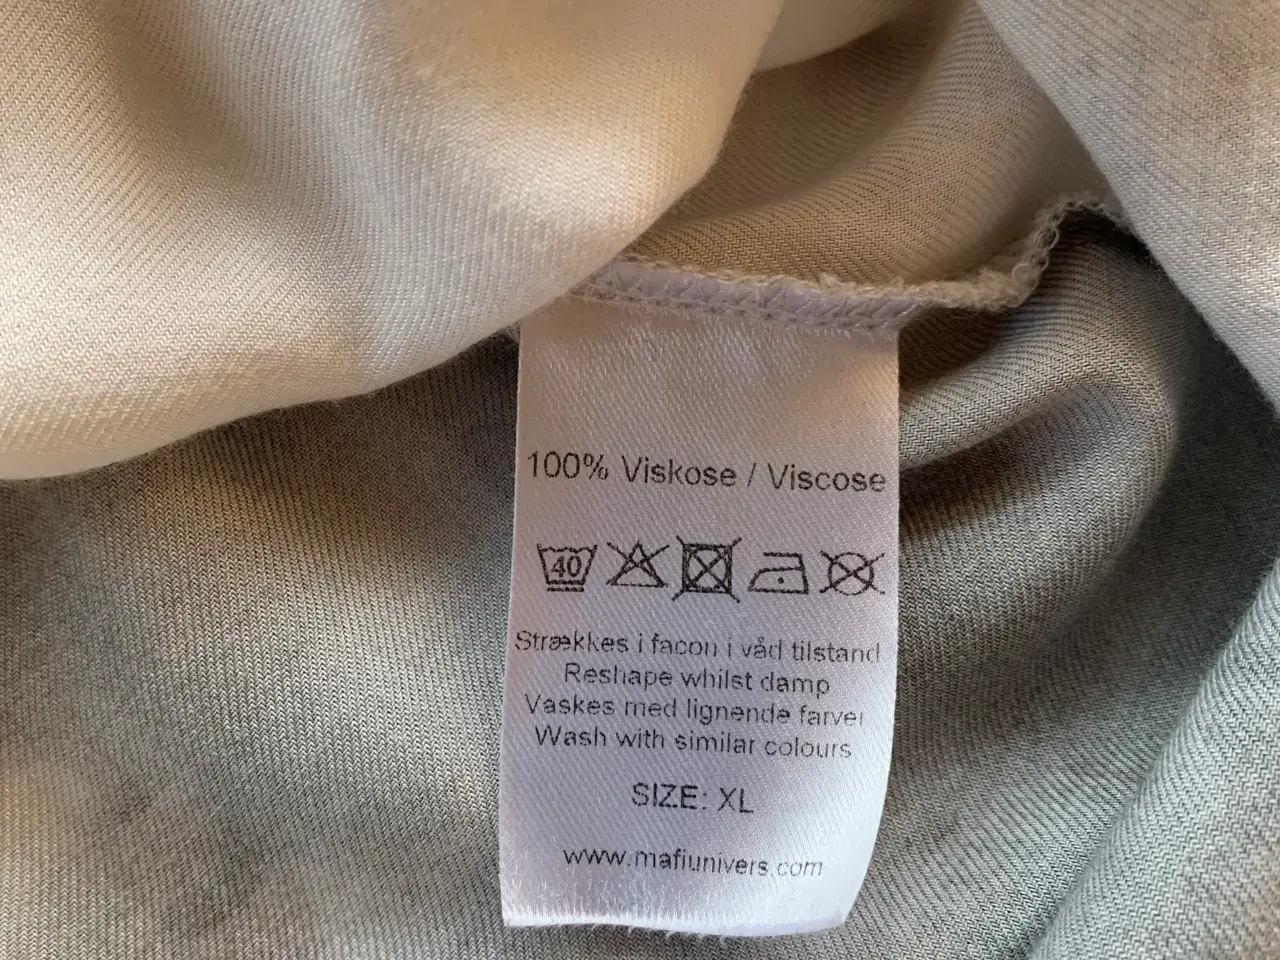 100% Viskose / Viscose
40
Strækkes i facon i våd tilstand
Reshape whilst damp
Vaskes med lignende farver
Wash with similar colours
SIZE: XL
www.mafiunivers.com